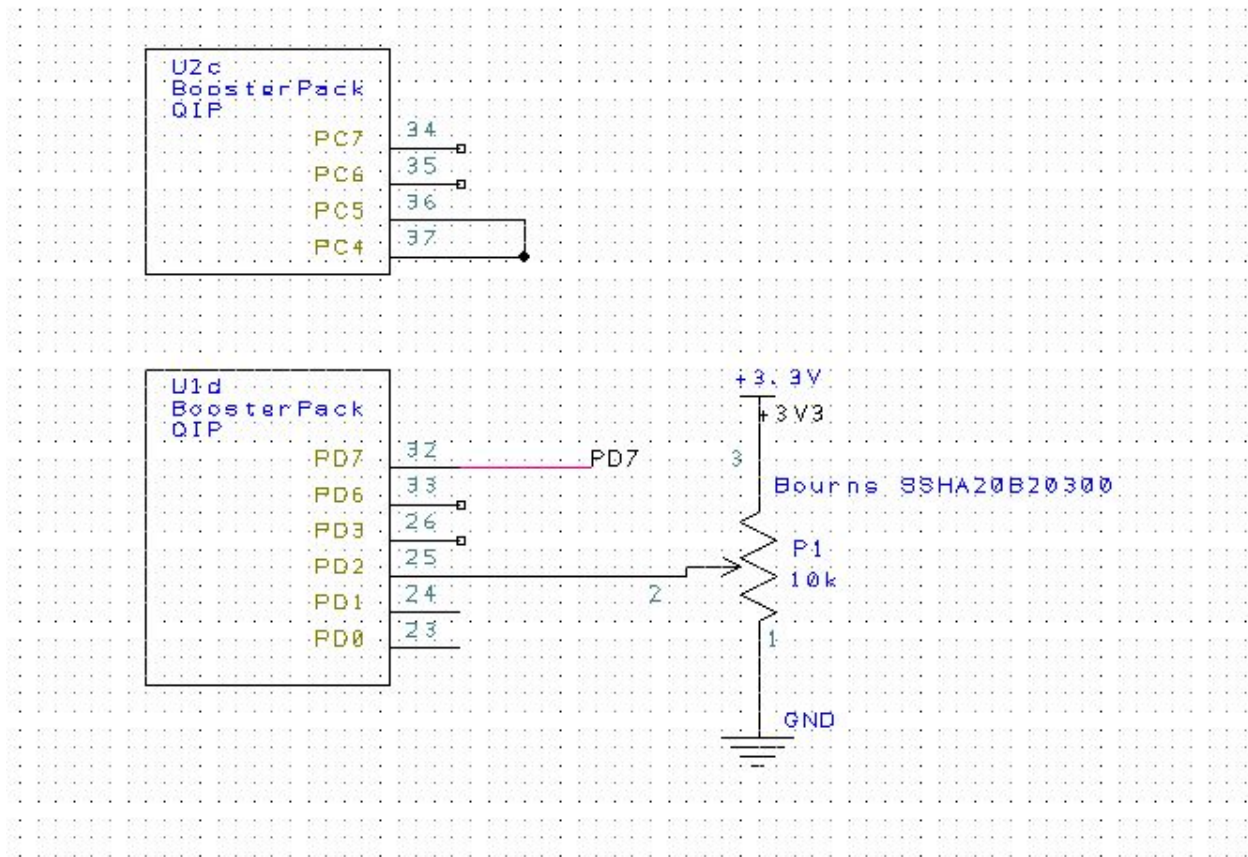 U2c
BoosterPack
QIP
PC7 34
PC6 35
PC5 36
PC4 37
U1d
BoosterPack
QIP
PD7 32
PD7
PD6 33
PD3 26
PD2 25
PD1 24
PD0 23
+3.3V
+3V3
3
Bourns SSHA20B20300
P1
10k
2
1
GND